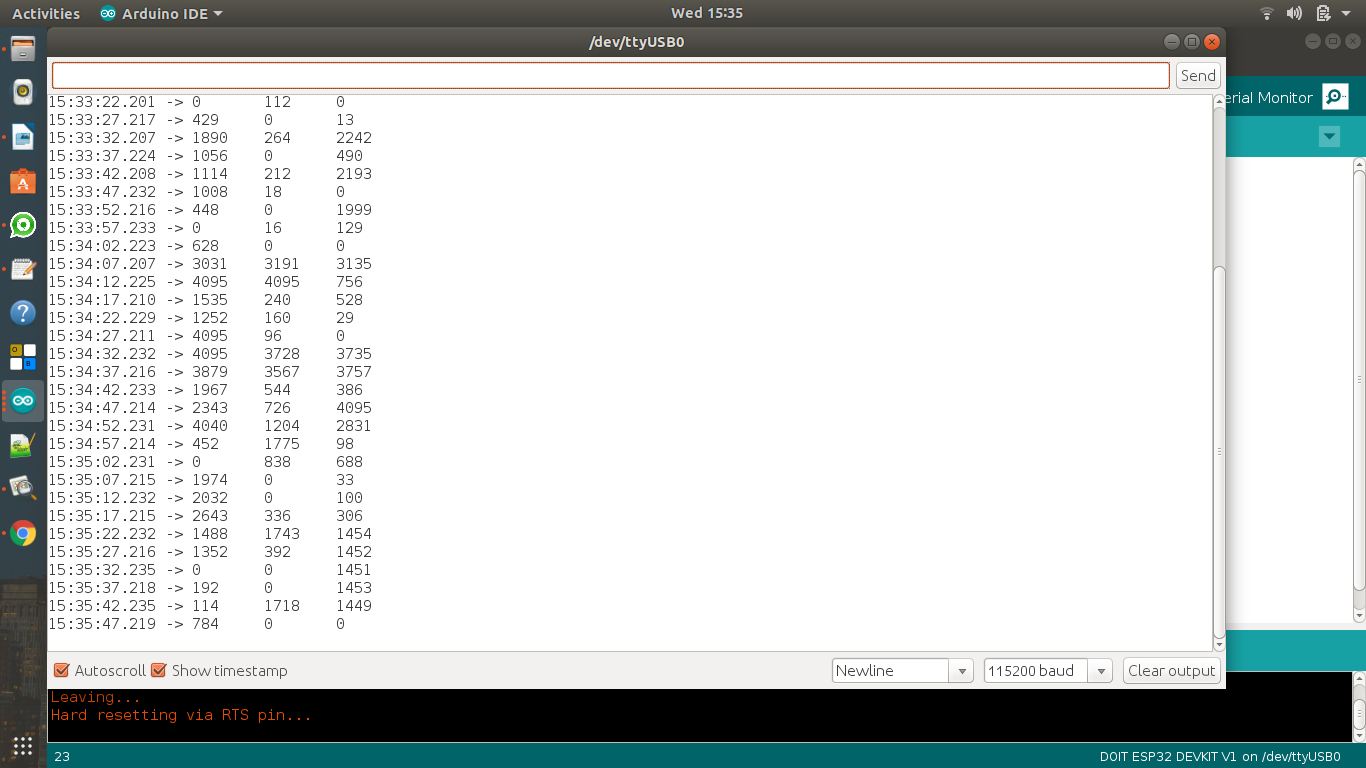 Activities Arduino IDE Wed 15:35
/dev/ttyUSB0
Send
erial Monitor
15:33:22.201 -> 0 112 0
15:33:27.217 -> 429 0 13
15:33:32.207 -> 1890 264 2242
15:33:37.224 -> 1056 0 490
15:33:42.208 -> 1114 212 2193
15:33:47.232 -> 1008 18 0
15:33:52.216 -> 448 0 1999
15:33:57.233 -> 0 16 129
15:34:02.223 -> 628 0 0
15:34:07.207 -> 3031 3191 3135
15:34:12.225 -> 4095 4095 756
15:34:17.210 -> 1535 240 528
15:34:22.229 -> 1252 160 29
15:34:27.211 -> 4095 96 0
15:34:32.232 -> 4095 3728 3735
15:34:37.216 -> 3879 3567 3757
15:34:42.233 -> 1967 544 386
15:34:47.214 -> 2343 726 4095
15:34:52.231 -> 4040 1204 2831
15:34:57.214 -> 452 1775 98
15:35:02.231 -> 0 838 688
15:35:07.215 -> 1974 0 33
15:35:12.232 -> 2032 0 100
15:35:17.215 -> 2643 336 306
15:35:22.232 -> 1488 1743 1454
15:35:27.216 -> 1352 392 1452
15:35:32.235 -> 0 0 1451
15:35:37.218 -> 192 0 1453
15:35:42.235 -> 114 1718 1449
15:35:47.219 -> 784 0 0
Autoscroll Show timestamp Newline 115200 baud Clear output
Leaving...
Hard resetting via RTS pin...
23 DOIT ESP32 DEVKIT V1 on /dev/ttyUSB0